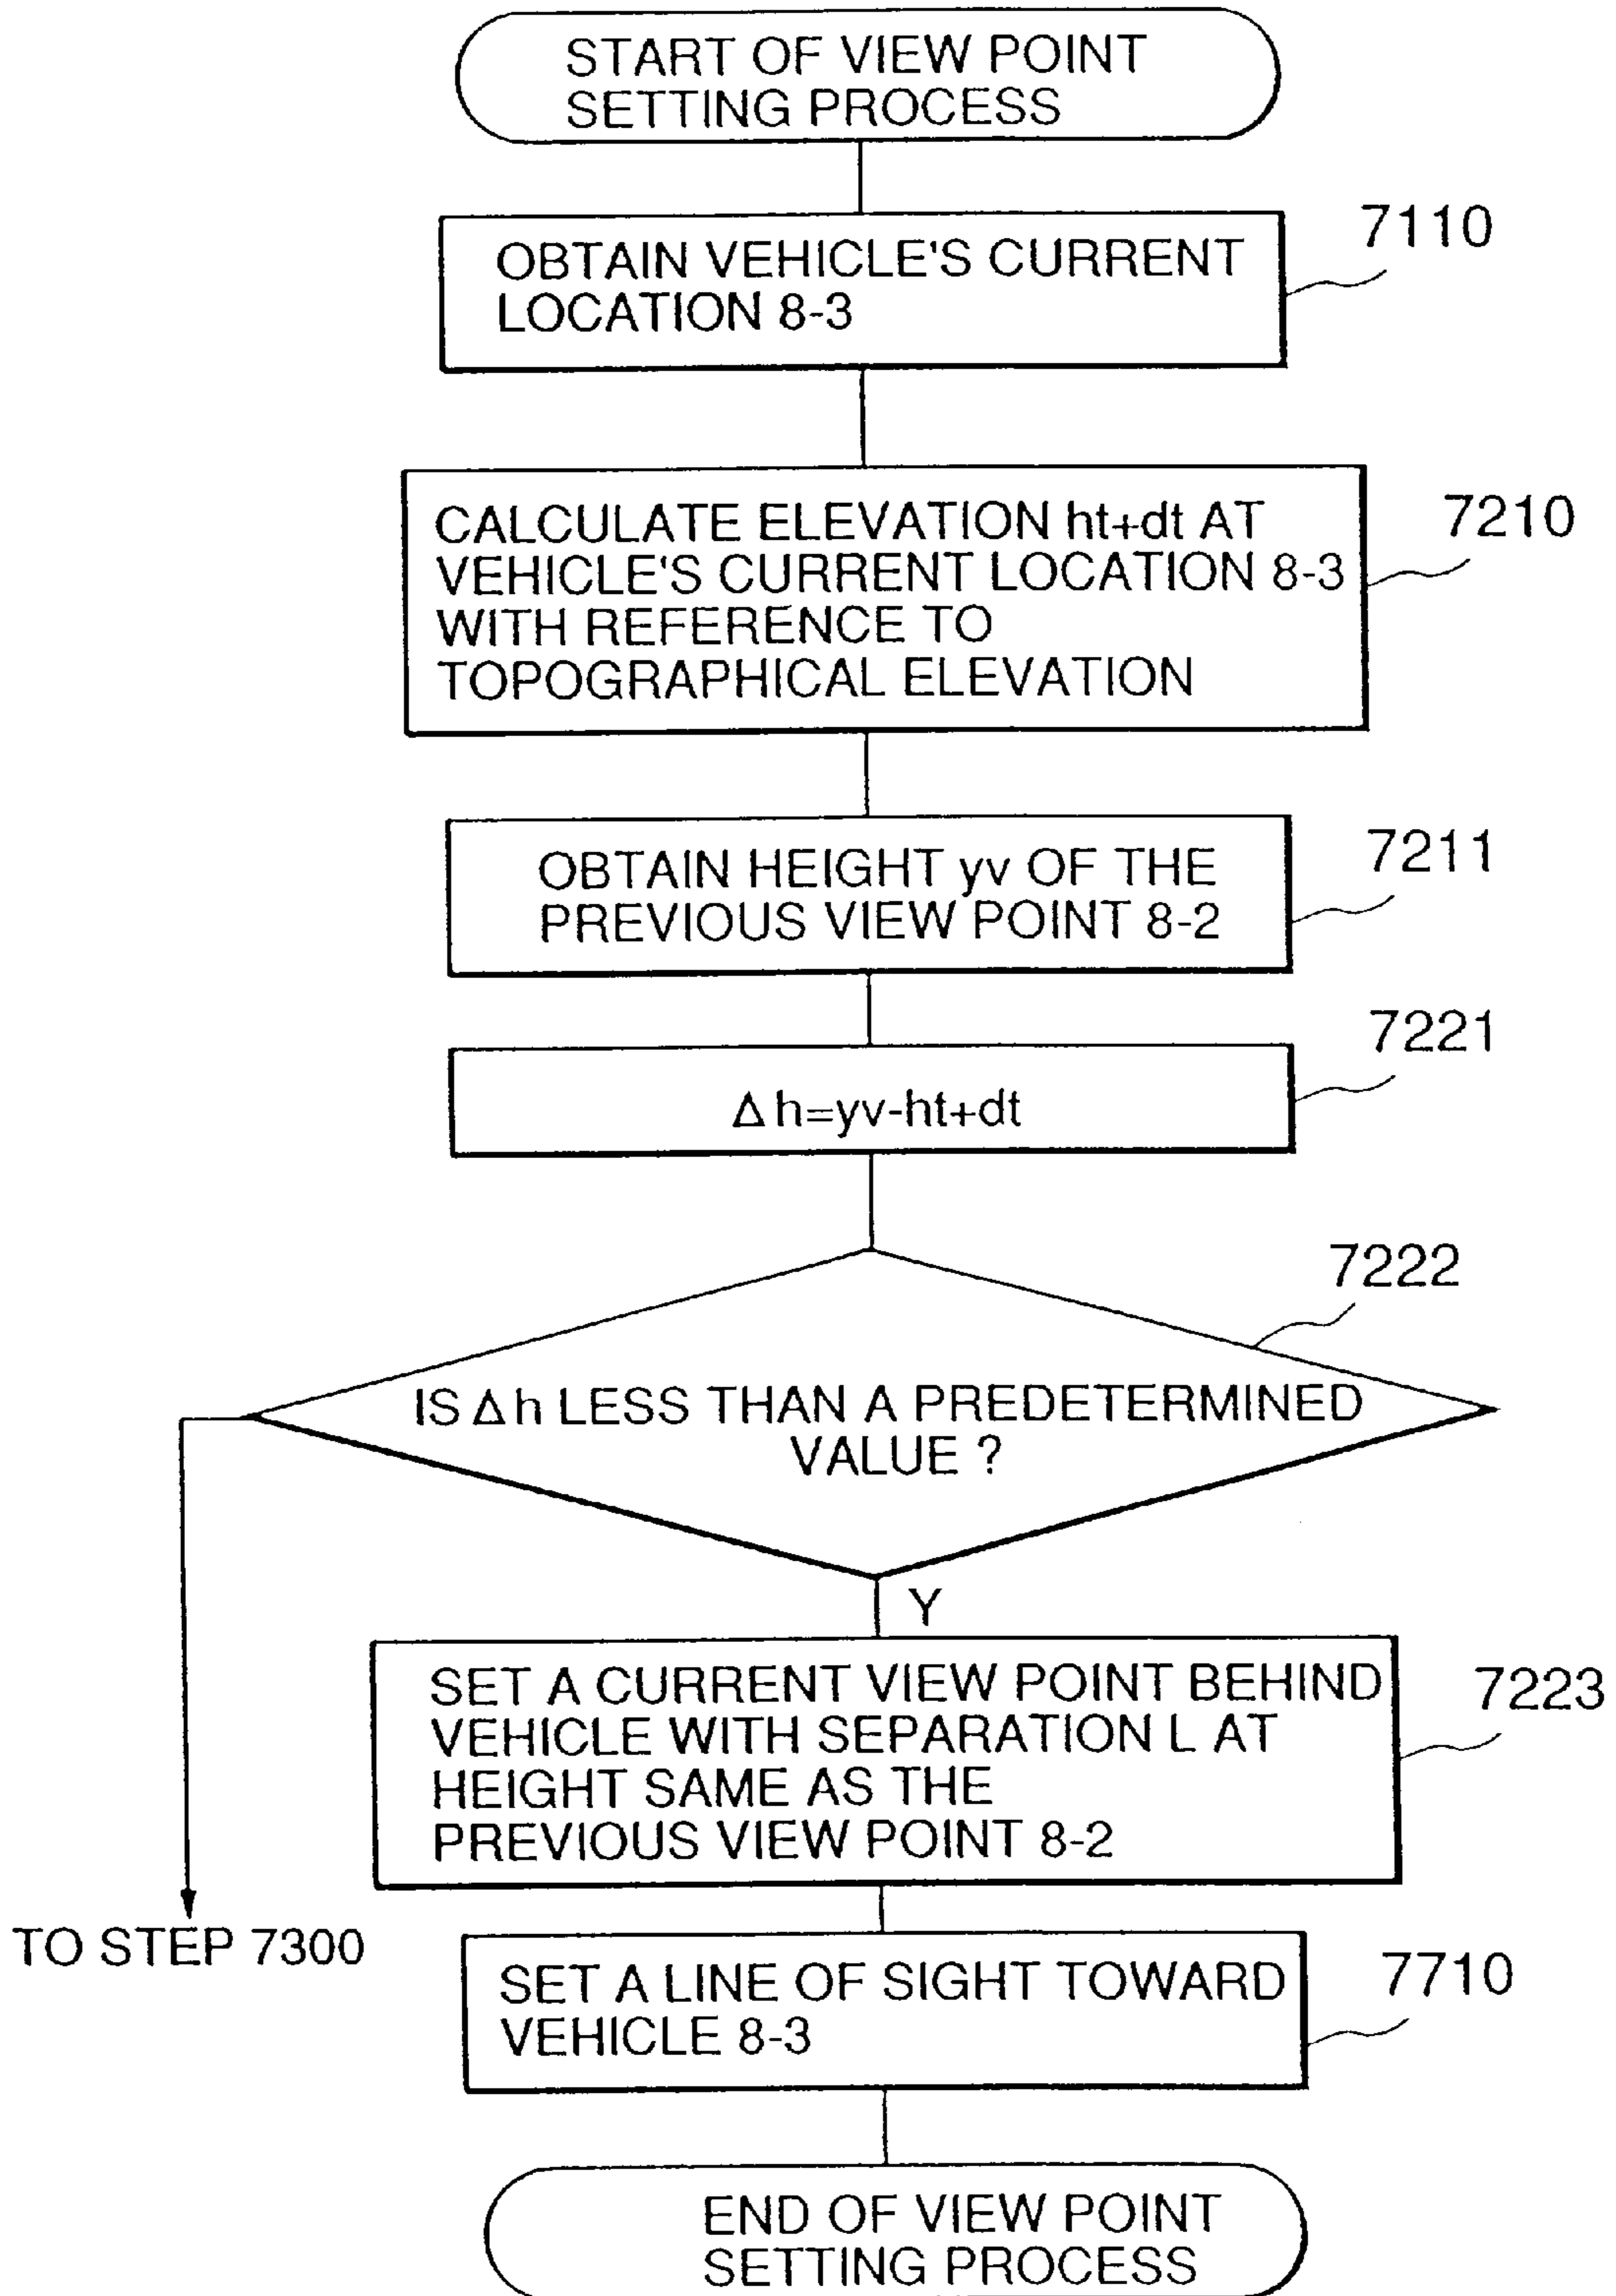 START OF VIEW POINT
SETTING PROCESS
7110
OBTAIN VEHICLE'S CURRENT
LOCATION 8-3
7210
CALCULATE ELEVATION ht+dt AT
VEHICLE'S CURRENT LOCATION 8-3
WITH REFERENCE TO
TOPOGRAPHICAL ELEVATION
7211
OBTAIN HEIGHT yv OF THE
PREVIOUS VIEW POINT 8-2
7221
Δh=yv-ht+dt
7222
IS Δh LESS THAN A PREDETERMINED
VALUE ?
Y
7223
SET A CURRENT VIEW POINT BEHIND
VEHICLE WITH SEPARATION L AT
HEIGHT SAME AS THE
PREVIOUS VIEW POINT 8-2
TO STEP 7300
7710
SET A LINE OF SIGHT TOWARD
VEHICLE 8-3
END OF VIEW POINT
SETTING PROCESS